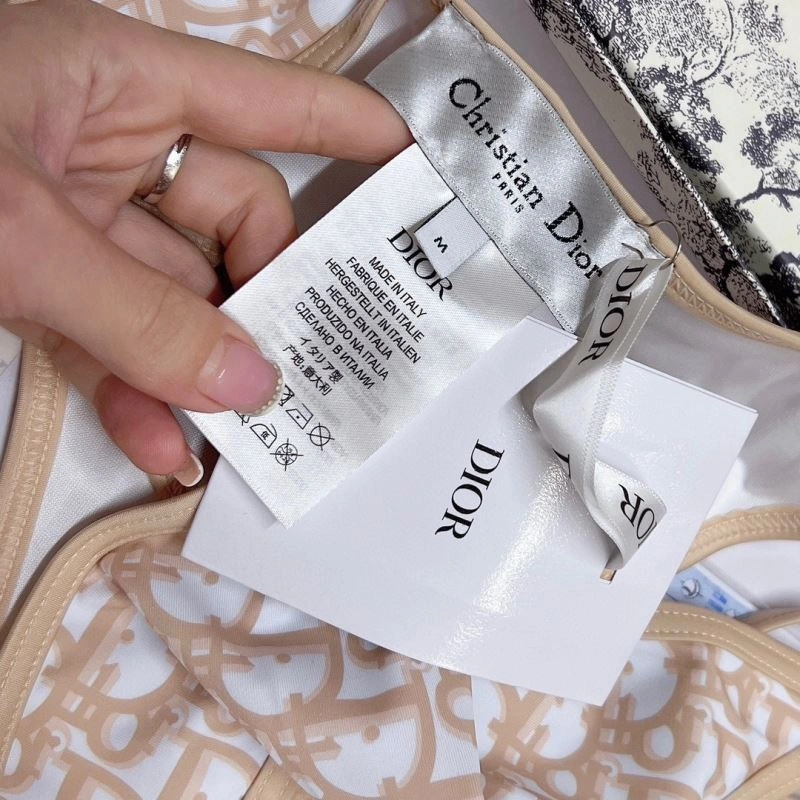 Christian Dior
PARIS
M
DIOR
MADE IN ITALY
FABRIQUE EN ITALIE
HERGESTELLT IN ITALIEN
HECHO EN ITALIA
PRODUZIDO NA ITALIA
СДЕЛАНО В ИТАЛИИ
イタリア製
产地:意大利
DIOR
DIOR
DIOR